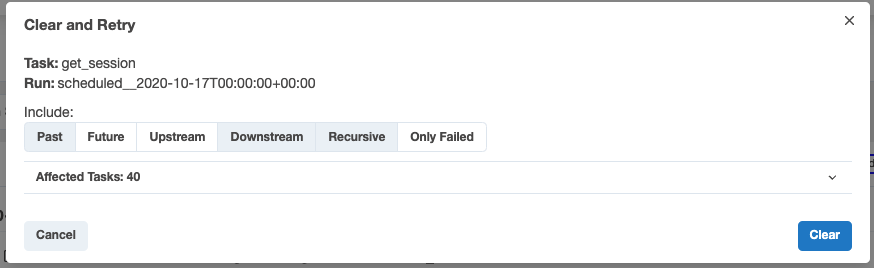 Clear and Retry
Task: get_session
Run: scheduled__2020-10-17T00:00:00+00:00
Include:
Past Future Upstream Downstream Recursive Only Failed
Affected Tasks: 40
Cancel Clear